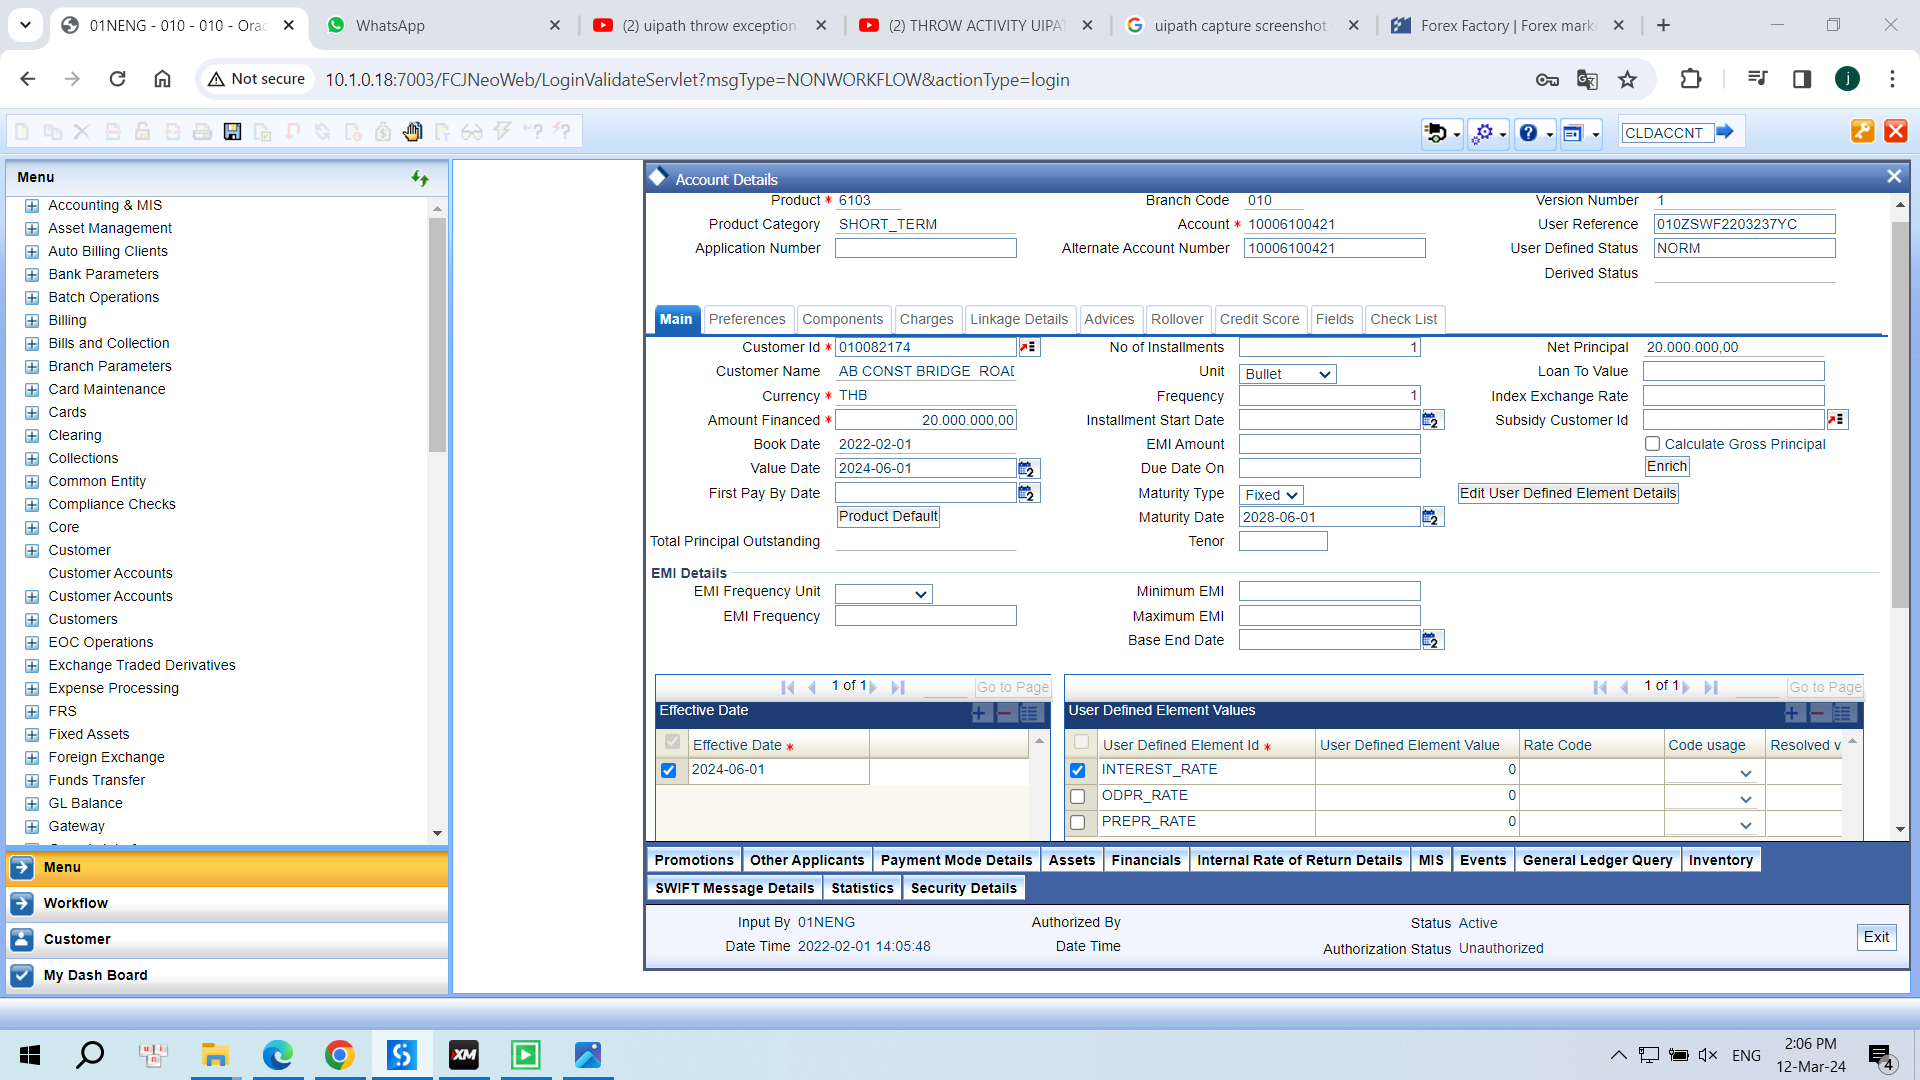 01NENG - 010 - 010 - Orac
WhatsApp
(2) uipath throw exception
(2) THROW ACTIVITY UIPAT
uipath capture screenshot
Forex Factory | Forex mark
Not secure
10.1.0.18:7003/FCJNeoWeb/LoginValidateServlet?msgType=NONWORKFLOW&actionType=login
j
CLDACCNT
Menu
Accounting & MIS
Asset Management
Auto Billing Clients
Bank Parameters
Batch Operations
Billing
Bills and Collection
Branch Parameters
Card Maintenance
Cards
Clearing
Collections
Common Entity
Compliance Checks
Core
Customer
Customer Accounts
Customer Accounts
Customers
EOC Operations
Exchange Traded Derivatives
Expense Processing
FRS
Fixed Assets
Foreign Exchange
Funds Transfer
GL Balance
Gateway
Menu
Workflow
Customer
My Dash Board
Account Details
Product * 6103 Branch Code 010 Version Number 1
Product Category SHORT_TERM Account * 10006100421 User Reference 010ZSWF2203237YC
Application Number Alternate Account Number 10006100421 User Defined Status NORM
Derived Status
Main Preferences Components Charges Linkage Details Advices Rollover Credit Score Fields Check List
Customer Id * 010082174 No of Installments 1 Net Principal 20.000.000,00
Customer Name AB CONST BRIDGE ROAD Unit Bullet Loan To Value
Currency * THB Frequency 1 Index Exchange Rate
Amount Financed * 20.000.000,00 Installment Start Date Subsidy Customer Id
Book Date 2022-02-01 EMI Amount Calculate Gross Principal
Value Date 2024-06-01 Due Date On Enrich
First Pay By Date Maturity Type Fixed Edit User Defined Element Details
Product Default Maturity Date 2028-06-01
Total Principal Outstanding Tenor
EMI Details
EMI Frequency Unit Minimum EMI
EMI Frequency Maximum EMI
Base End Date
1 of 1 Go to Page 1 of 1 Go to Page
Effective Date User Defined Element Values
Effective Date * User Defined Element Id * User Defined Element Value Rate Code Code usage Resolved v
2024-06-01 INTEREST_RATE 0
ODPR_RATE 0
PREPR_RATE 0
Promotions Other Applicants Payment Mode Details Assets Financials Internal Rate of Return Details MIS Events General Ledger Query Inventory
SWIFT Message Details Statistics Security Details
Input By 01NENG Authorized By Status Active
Date Time 2022-02-01 14:05:48 Date Time Authorization Status Unauthorized
Exit
XM
ENG
2:06 PM
12-Mar-24
4